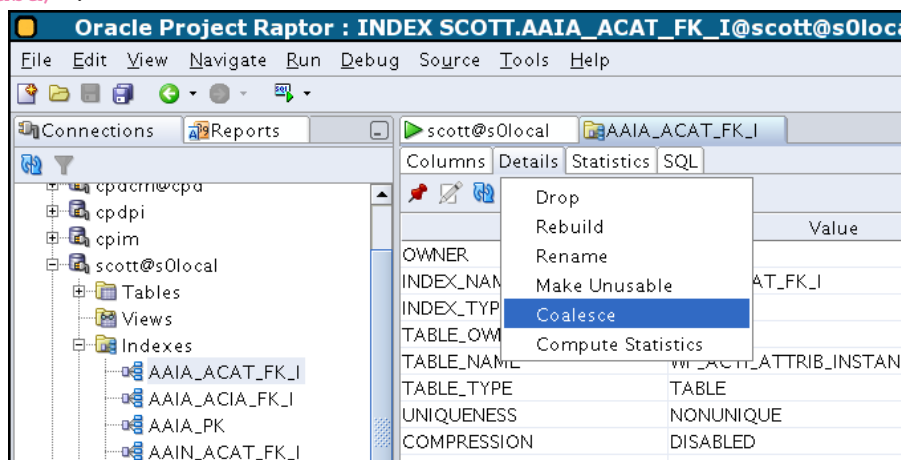 Oracle Project Raptor : INDEX SCOTT.AAIA_ACAT_FK_I@scott@s0loca
File Edit View Navigate Run Debug Source Tools Help
Connections Reports
scott@s0local AAIA_ACAT_FK_I
Columns Details Statistics SQL
cpdpi
cpim
scott@s0local
Tables
Views
Indexes
AAIA_ACAT_FK_I
AAIA_ACIA_FK_I
AAIA_PK
AAIN_ACAT_FK_I
Drop
Rebuild
Rename
Make Unusable
Coalesce
Compute Statistics
Value
OWNER
INDEX_NAM AT_FK_I
INDEX_TYP
TABLE_OW
TABLE_NAME WF_ACTI_ATTRIB_INSTAN
TABLE_TYPE TABLE
UNIQUENESS NONUNIQUE
COMPRESSION DISABLED